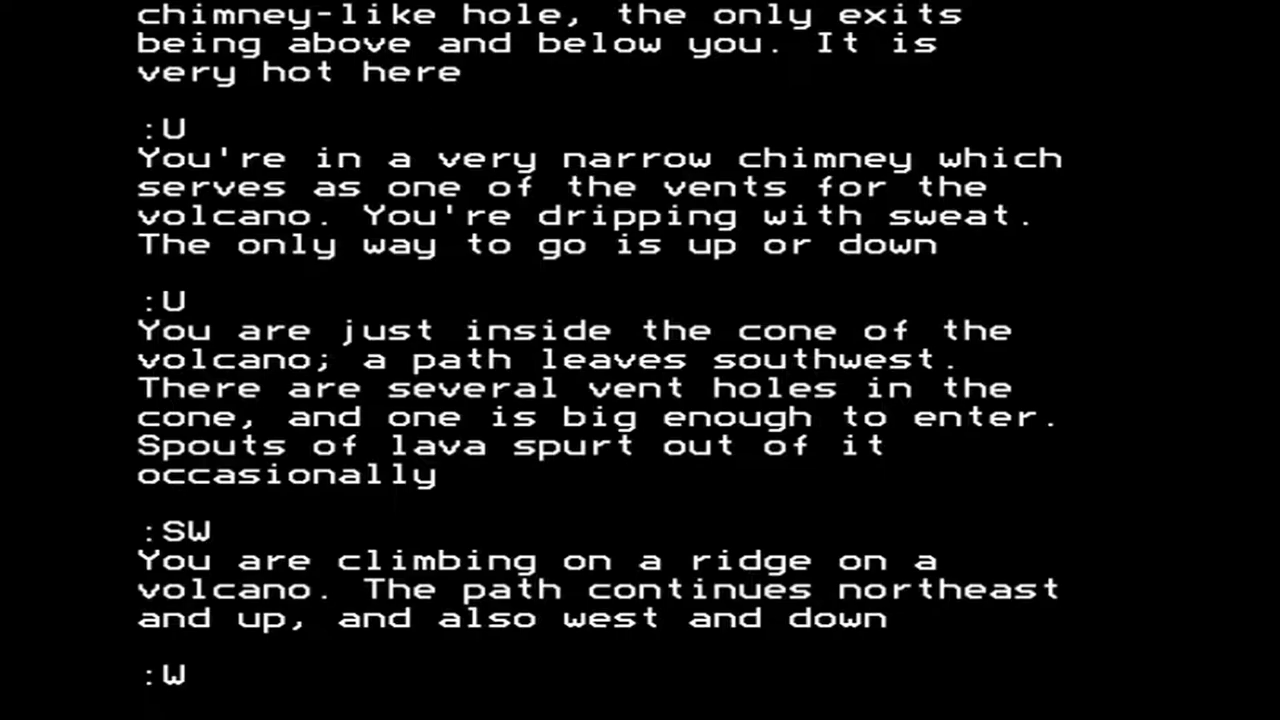 chimney-like hole, the only exits
being above and below you. It is
very hot here
:U
You're in a very narrow chimney which
serves as one of the vents for the
volcano. You're dripping with sweat.
The only way to go is up or down
:U
You are just inside the cone of the
volcano; a path leaves southwest.
There are several vent holes in the
cone, and one is big enough to enter.
Spouts of lava spurt out of it
occasionally
:SW
You are climbing on a ridge on a
volcano. The path continues northeast
and up, and also west and down
:W